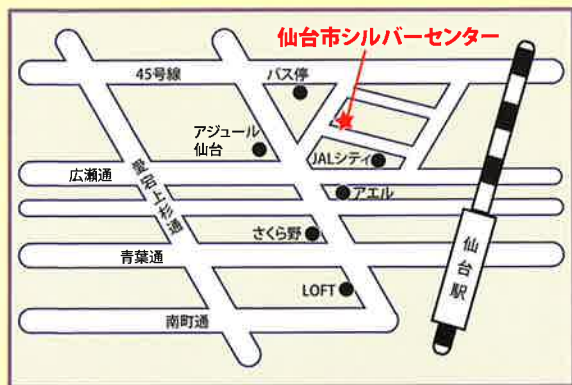 仙台市シルバーセンター
45号線
バス停
アジュール
仙台
JALシティ
広瀬通
アエル
愛宕上杉通
さくら野
青葉通
仙台駅
LOFT
南町通